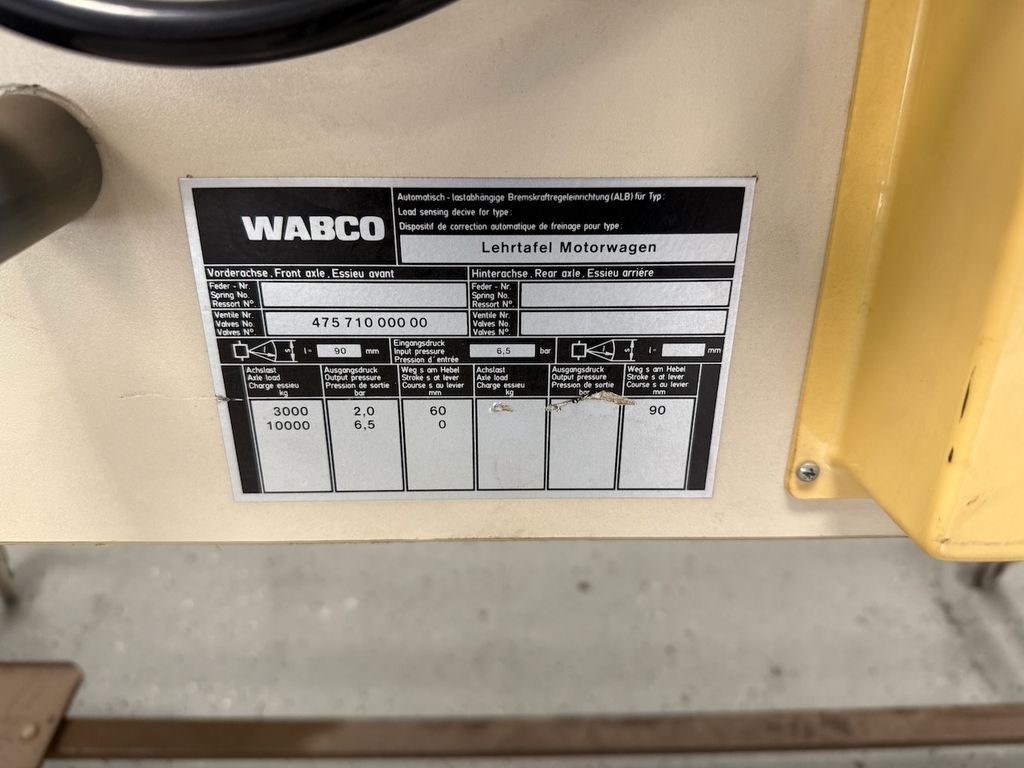 WABCO
Automatisch - lastabhängige Bremskraftregeleinrichtung (ALB) für Typ:
Load sensing decive for type:
Dispositif de correction automatique de freinage pour type:
Lehrtafel Motorwagen
Vorderachse. Front axle. Essieu avant
Hinterachse. Rear axle. Essieu arriére
Feder - Nr.
Spring No.
Ressort N°.
Feder - Nr.
Spring No.
Ressort N°.
Ventile Nr.
Valves No.
Valves N°.
475 710 000 00
Ventile Nr.
Valves No.
Valves N°.
s
l = 90 mm
Eingangsdruck
Input pressure
Pression d'entrée
6,5 bar
s
l = mm
Achslast
Axle load
Charge essieu
kg
Ausgangsdruck
Output pressure
Pression de sortie
bar
Weg s am Hebel
Stroke s at lever
Course s au levier
mm
Achslast
Axle load
Charge essieu
kg
Ausgangsdruck
Output pressure
Pression de sortie
bar
Weg s am Hebel
Stroke s at lever
Course s au levier
mm
3000 2,0 60 90
10000 6,5 0